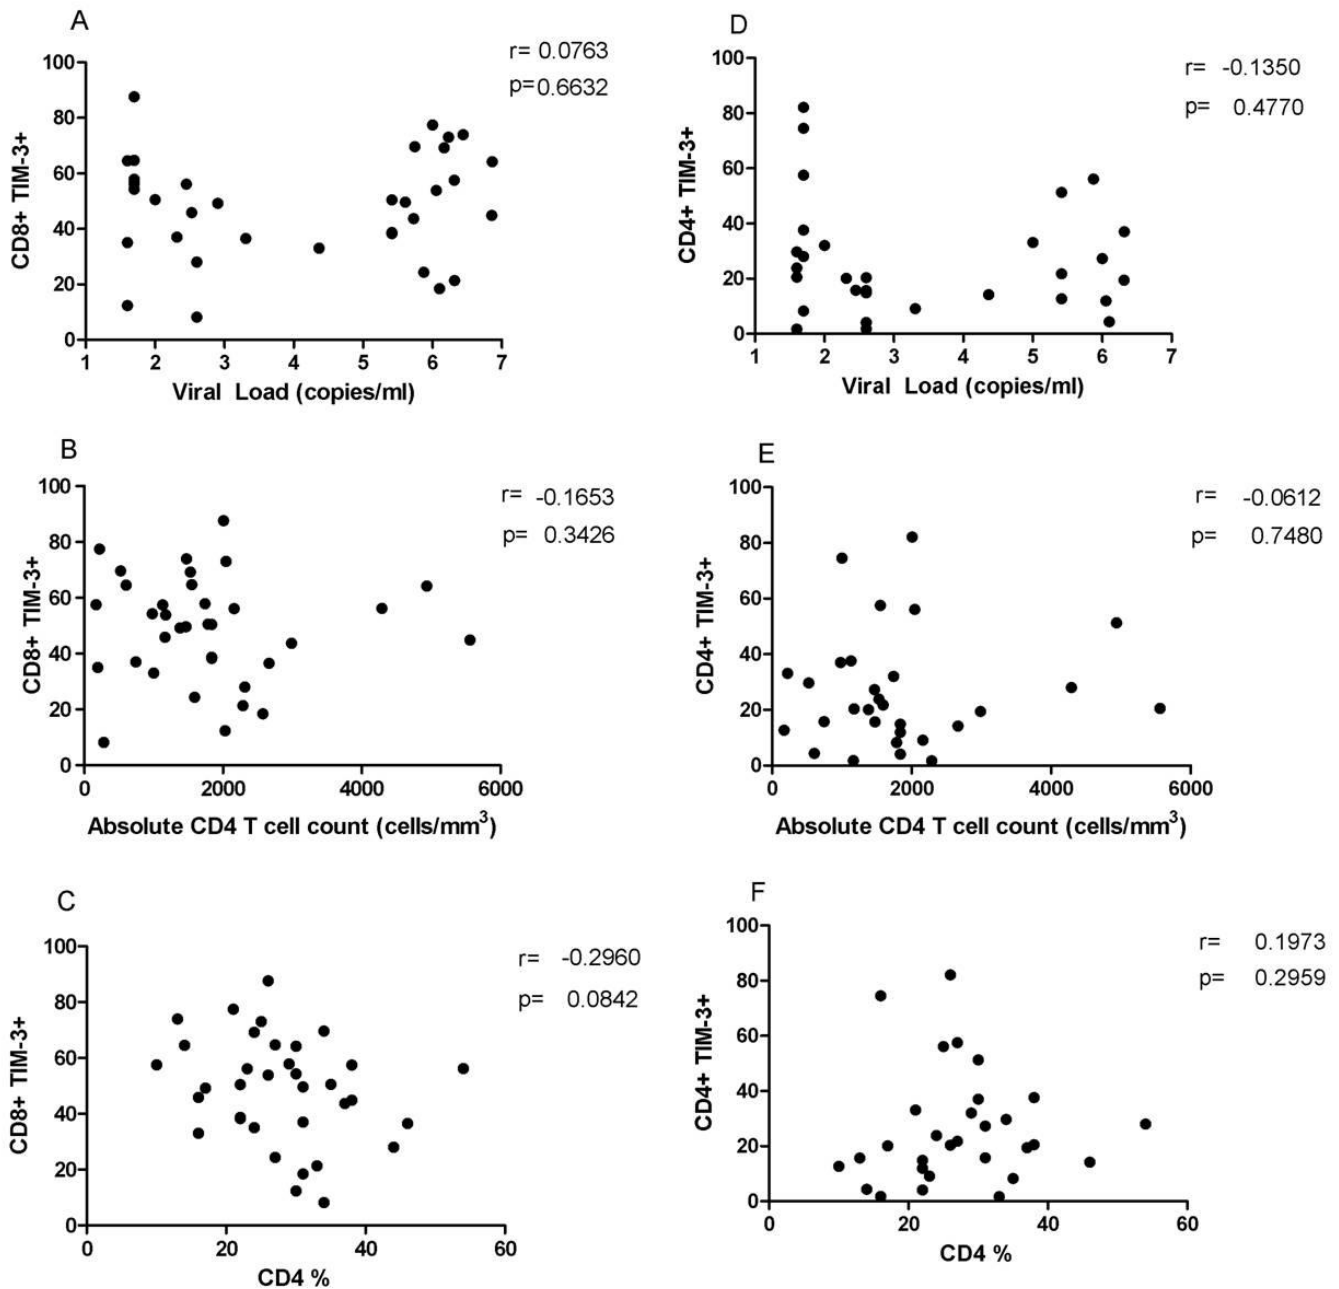 A
r= 0.0763
p=0.6632
CD8+ TIM-3+
100
80
60
40
20
0
1 2 3 4 5 6 7
Viral Load (copies/ml)
D
r= -0.1350
p= 0.4770
CD4+ TIM-3+
100
80
60
40
20
0
1 2 3 4 5 6 7
Viral Load (copies/ml)
B
r= -0.1653
p= 0.3426
CD8+ TIM-3+
100
80
60
40
20
0
0 2000 4000 6000
Absolute CD4 T cell count (cells/mm³)
E
r= -0.0612
p= 0.7480
CD4+ TIM-3+
100
80
60
40
20
0
0 2000 4000 6000
Absolute CD4 T cell count (cells/mm³)
C
r= -0.2960
p= 0.0842
CD8+ TIM-3+
100
80
60
40
20
0
0 20 40 60
CD4 %
F
r= 0.1973
p= 0.2959
CD4+ TIM-3+
100
80
60
40
20
0
0 20 40 60
CD4 %